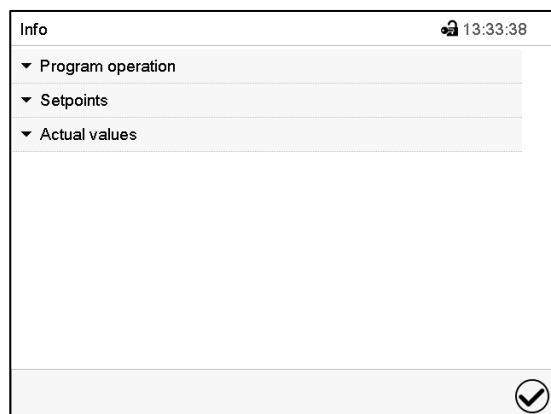 Info 13:33:38
Program operation
Setpoints
Actual values